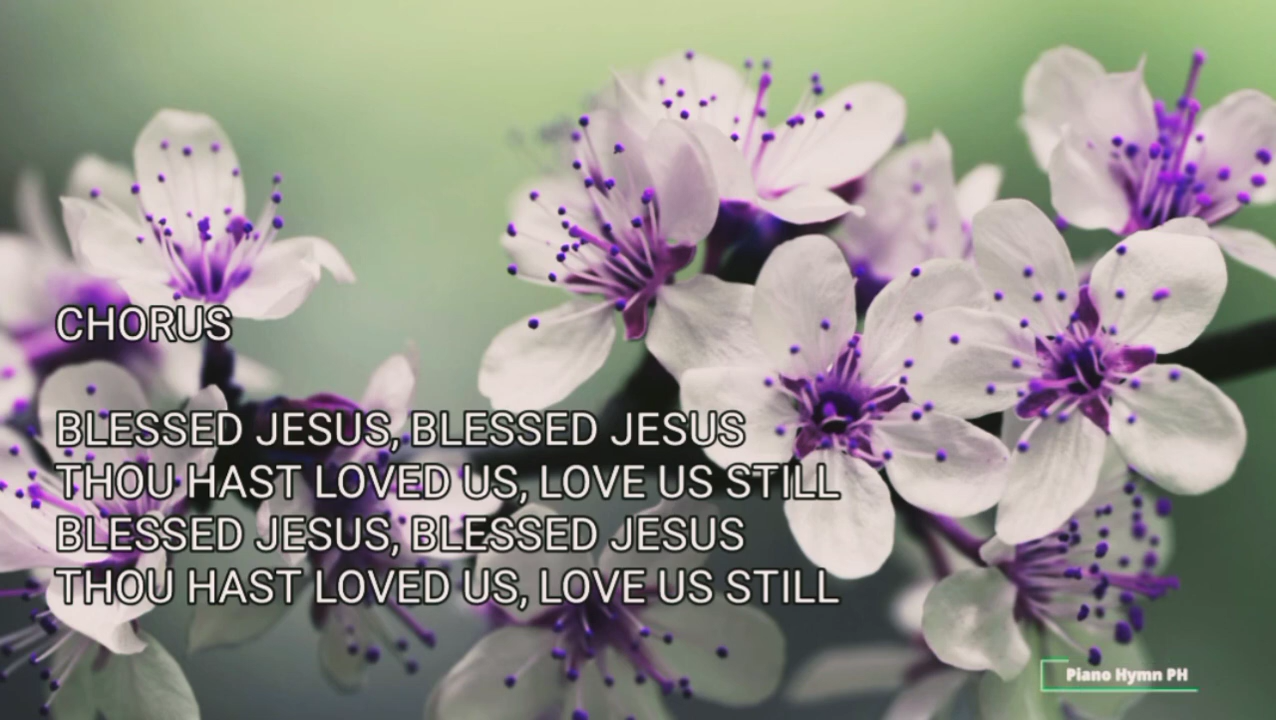 CHORUS
BLESSED JESUS, BLESSED JESUS
THOU HAST LOVED US, LOVE US STILL
BLESSED JESUS, BLESSED JESUS
THOU HAST LOVED US, LOVE US STILL
Piano Hymn PH